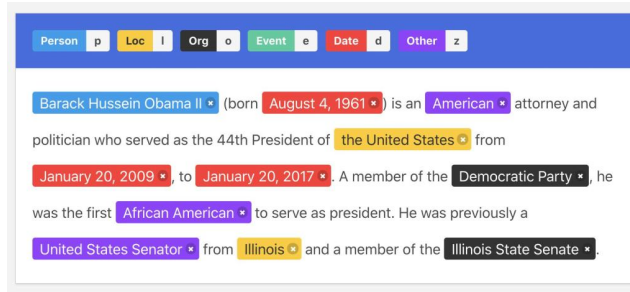 Person p Loc l Org o Event e Date d Other z
Barack Hussein Obama II (born August 4, 1961) is an American attorney and
politician who served as the 44th President of the United States from
January 20, 2009, to January 20, 2017. A member of the Democratic Party, he
was the first African American to serve as president. He was previously a
United States Senator from Illinois and a member of the Illinois State Senate.